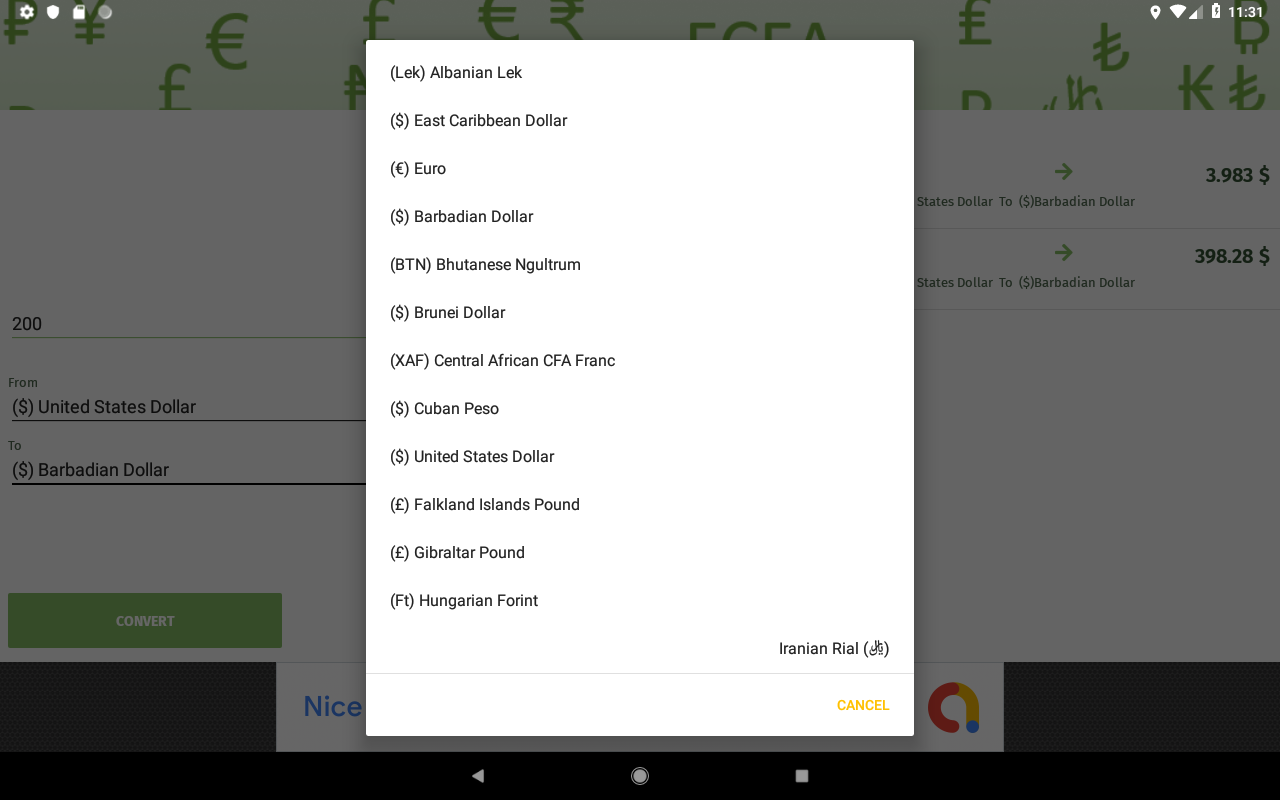 11:31
(Lek) Albanian Lek
($) East Caribbean Dollar
(€) Euro
($) Barbadian Dollar
(BTN) Bhutanese Ngultrum
($) Brunei Dollar
(XAF) Central African CFA Franc
($) Cuban Peso
($) United States Dollar
(£) Falkland Islands Pound
(£) Gibraltar Pound
(Ft) Hungarian Forint
Iranian Rial (﷼)
CANCEL
200
From
($) United States Dollar
To
($) Barbadian Dollar
CONVERT
3.983 $
States Dollar To ($)Barbadian Dollar
398.28 $
States Dollar To ($)Barbadian Dollar
Nice